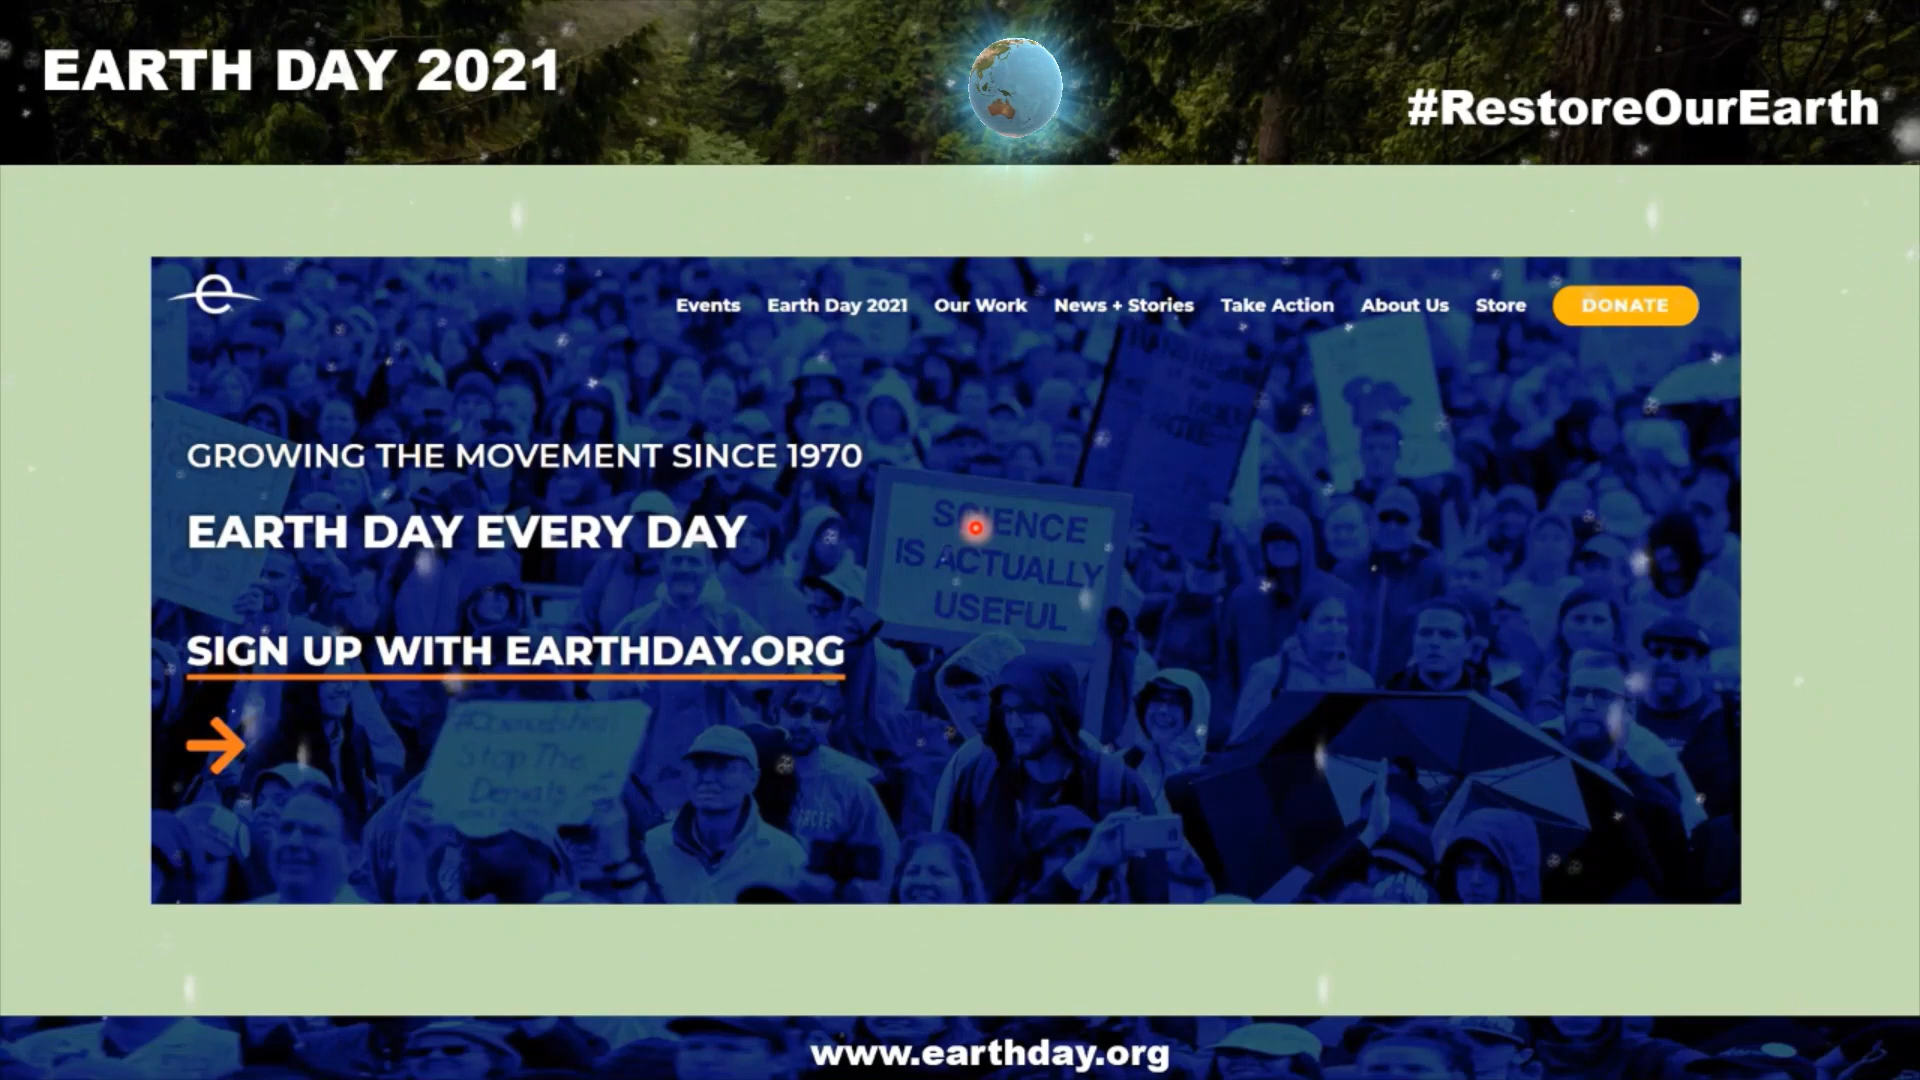 EARTH DAY 2021
#RestoreOurEarth
e
Events Earth Day 2021 Our Work News + Stories Take Action About Us Store DONATE
GROWING THE MOVEMENT SINCE 1970
EARTH DAY EVERY DAY
SCIENCE
IS ACTUALLY
USEFUL
SIGN UP WITH EARTHDAY.ORG
Stop The
www.earthday.org